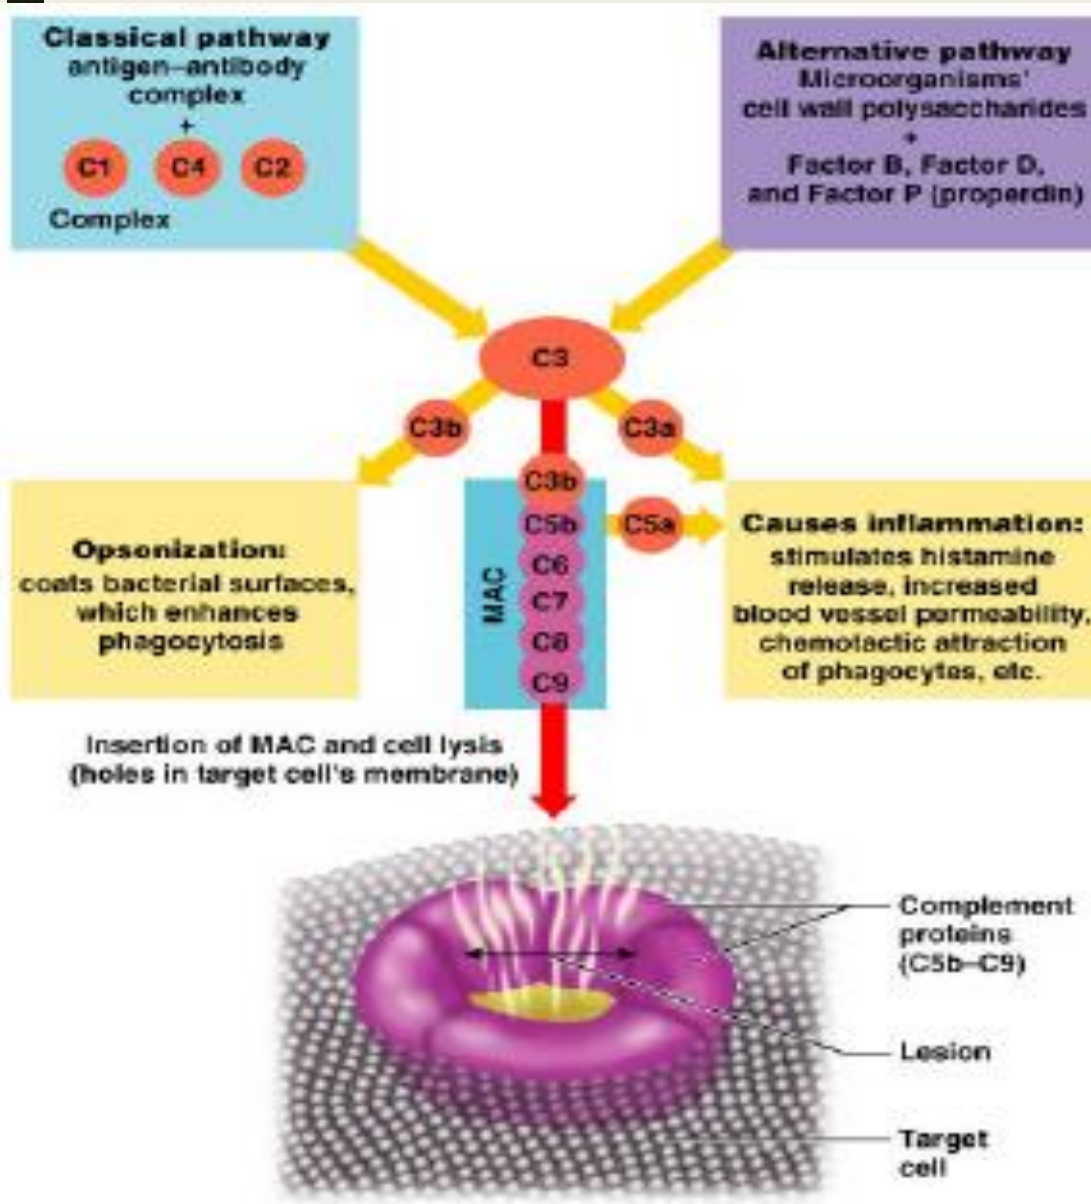 Classical pathway
antigen–antibody
complex
+
C1 C4 C2
Complex
Alternative pathway
Microorganisms'
cell wall polysaccharides
+
Factor B, Factor D,
and Factor P (properdin)
C3
C3b
C3a
C3b
C5b
C5a
C6
C7
C8
C9
MAC
Opsonization:
coats bacterial surfaces,
which enhances
phagocytosis
Causes inflammation:
stimulates histamine
release, increased
blood vessel permeability,
chemotactic attraction
of phagocytes, etc.
Insertion of MAC and cell lysis
(holes in target cell's membrane)
Complement
proteins
(C5b–C9)
Lesion
Target
cell